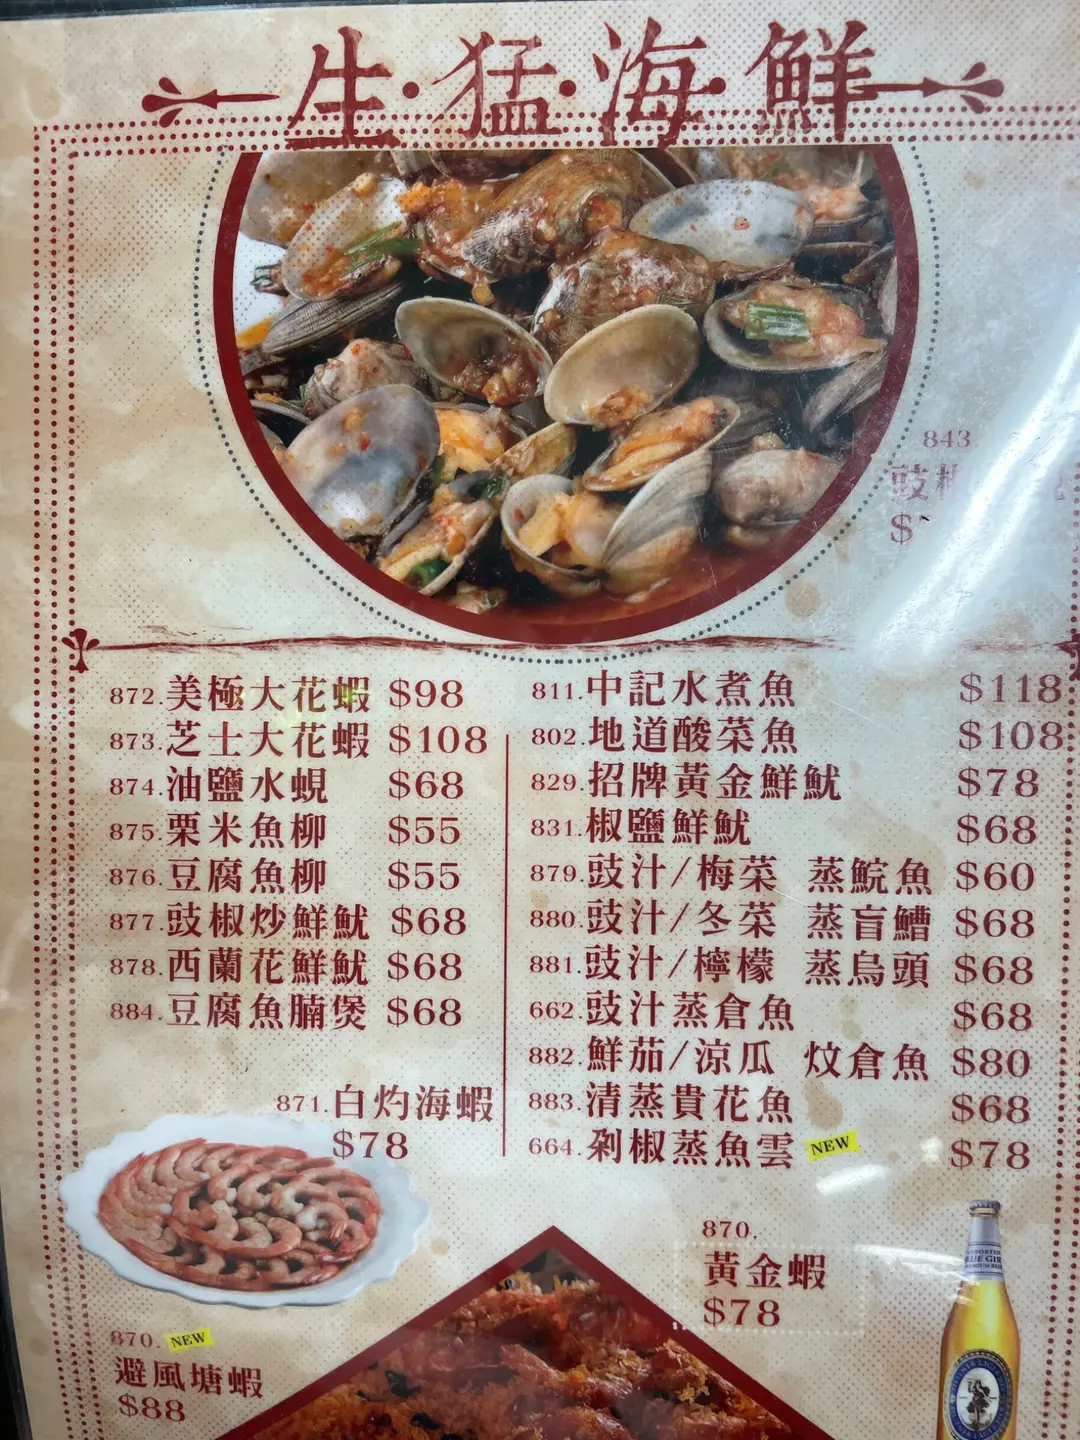 生·猛·海·鮮
843.
豉椒
$
872.美極大花蝦 $98
873.芝士大花蝦 $108
874.油鹽水蜆 $68
875.粟米魚柳 $55
876.豆腐魚柳 $55
877.豉椒炒鮮魷 $68
878.西蘭花鮮魷 $68
884.豆腐魚腩煲 $68
871.白灼海蝦
$78
811.中記水煮魚 $118
802.地道酸菜魚 $108
829.招牌黃金鮮魷 $78
831.椒鹽鮮魷 $68
879.豉汁/梅菜 蒸鯇魚 $60
880.豉汁/冬菜 蒸盲鰽 $68
881.豉汁/檸檬 蒸烏頭 $68
662.豉汁蒸倉魚 $68
882.鮮茄/涼瓜 炆倉魚 $80
883.清蒸貴花魚 $68
664.剁椒蒸魚雲 NEW $78
870.
黃金蝦
$78
870. NEW
避風塘蝦
$88
IMPORTED
BLUE GIR
PREMIUM BEER